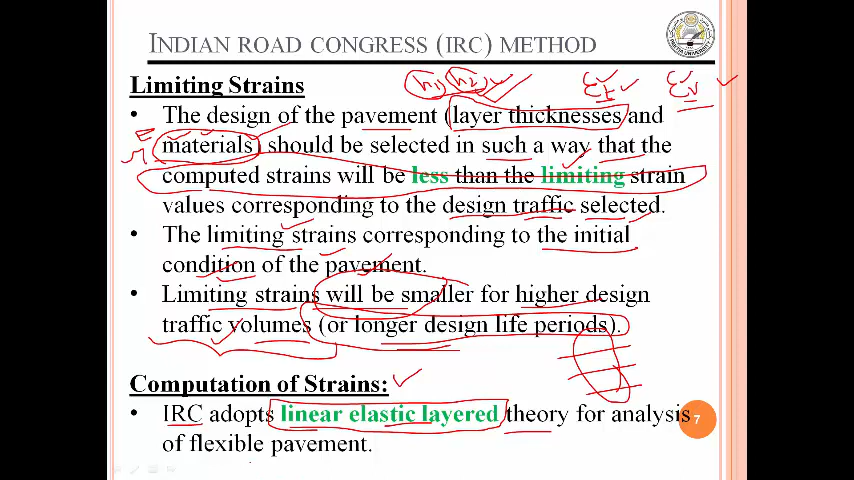 INDIAN ROAD CONGRESS (IRC) METHOD
h1 h2
εt εv
Limiting Strains
• The design of the pavement (layer thicknesses and
E
materials) should be selected in such a way that the
computed strains will be less than the limiting strain
values corresponding to the design traffic selected.
• The limiting strains corresponding to the initial
condition of the pavement.
• Limiting strains will be smaller for higher design
traffic volumes (or longer design life periods).
Computation of Strains:
• IRC adopts linear elastic layered theory for analysis
of flexible pavement.
7